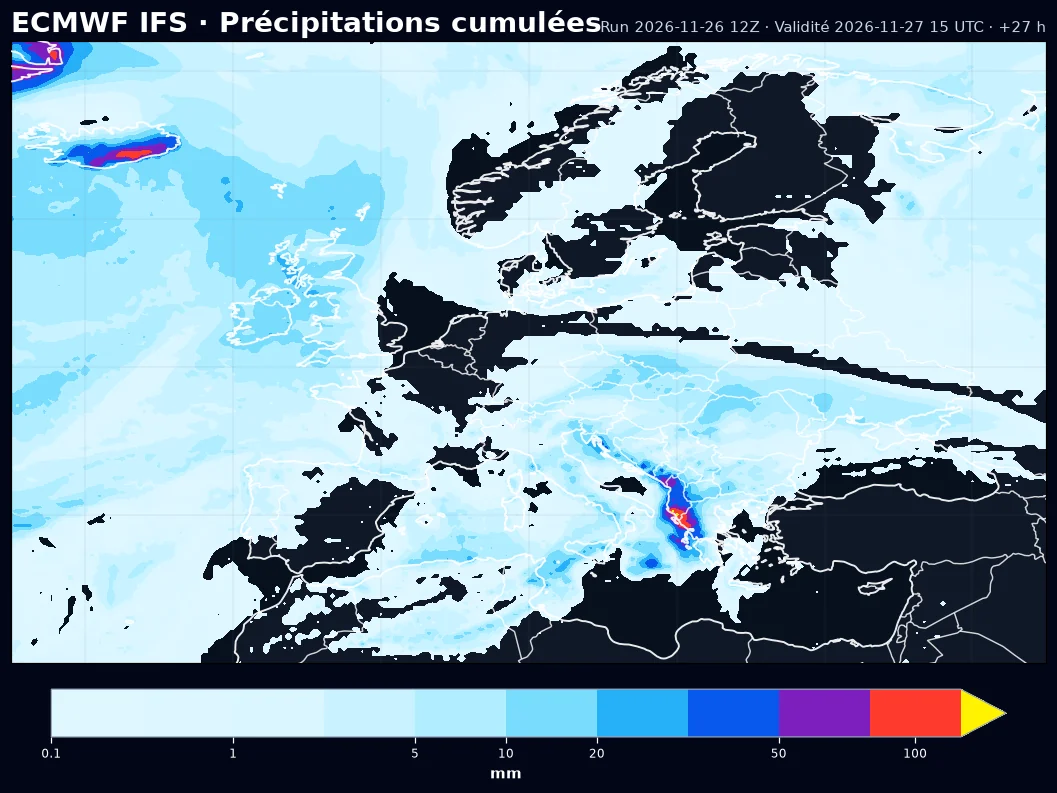 ECMWF IFS · Précipitations cumulées
Run 2026-11-26 12Z · Validité 2026-11-27 15 UTC · +27 h
0.1 1 5 10 20 50 100
mm